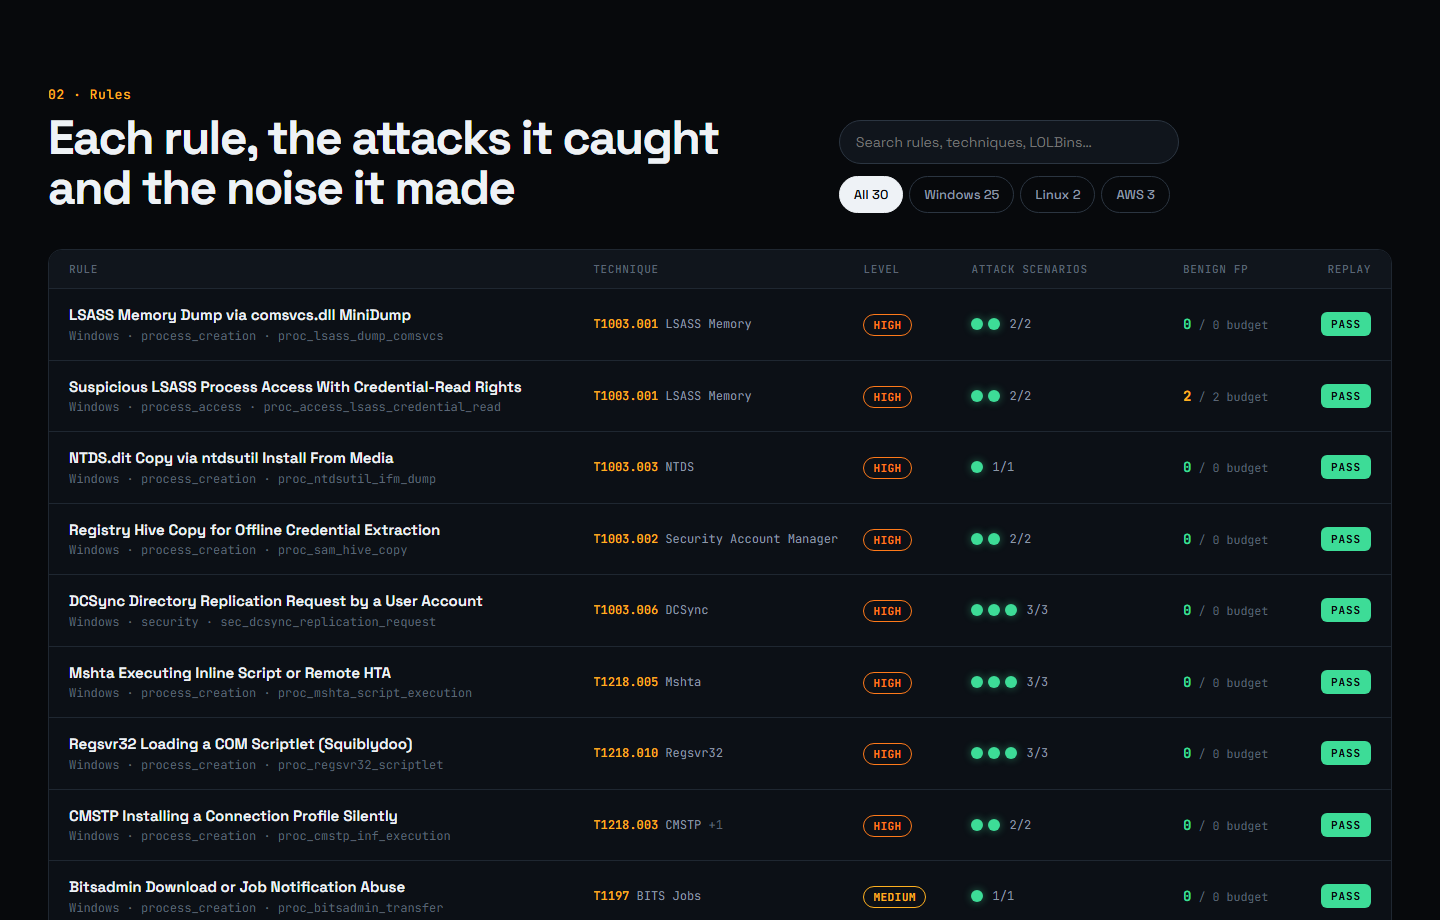 02 · Rules
Each rule, the attacks it caught
and the noise it made
Search rules, techniques, LOLBins…
All 30 Windows 25 Linux 2 AWS 3
RULE TECHNIQUE LEVEL ATTACK SCENARIOS BENIGN FP REPLAY
LSASS Memory Dump via comsvcs.dll MiniDump
Windows · process_creation · proc_lsass_dump_comsvcs
T1003.001 LSASS Memory HIGH 2/2 0 / 0 budget PASS
Suspicious LSASS Process Access With Credential-Read Rights
Windows · process_access · proc_access_lsass_credential_read
T1003.001 LSASS Memory HIGH 2/2 2 / 2 budget PASS
NTDS.dit Copy via ntdsutil Install From Media
Windows · process_creation · proc_ntdsutil_ifm_dump
T1003.003 NTDS HIGH 1/1 0 / 0 budget PASS
Registry Hive Copy for Offline Credential Extraction
Windows · process_creation · proc_sam_hive_copy
T1003.002 Security Account Manager HIGH 2/2 0 / 0 budget PASS
DCSync Directory Replication Request by a User Account
Windows · security · sec_dcsync_replication_request
T1003.006 DCSync HIGH 3/3 0 / 0 budget PASS
Mshta Executing Inline Script or Remote HTA
Windows · process_creation · proc_mshta_script_execution
T1218.005 Mshta HIGH 3/3 0 / 0 budget PASS
Regsvr32 Loading a COM Scriptlet (Squiblydoo)
Windows · process_creation · proc_regsvr32_scriptlet
T1218.010 Regsvr32 HIGH 3/3 0 / 0 budget PASS
CMSTP Installing a Connection Profile Silently
Windows · process_creation · proc_cmstp_inf_execution
T1218.003 CMSTP +1 HIGH 2/2 0 / 0 budget PASS
Bitsadmin Download or Job Notification Abuse
Windows · process_creation · proc_bitsadmin_transfer
T1197 BITS Jobs MEDIUM 1/1 0 / 0 budget PASS